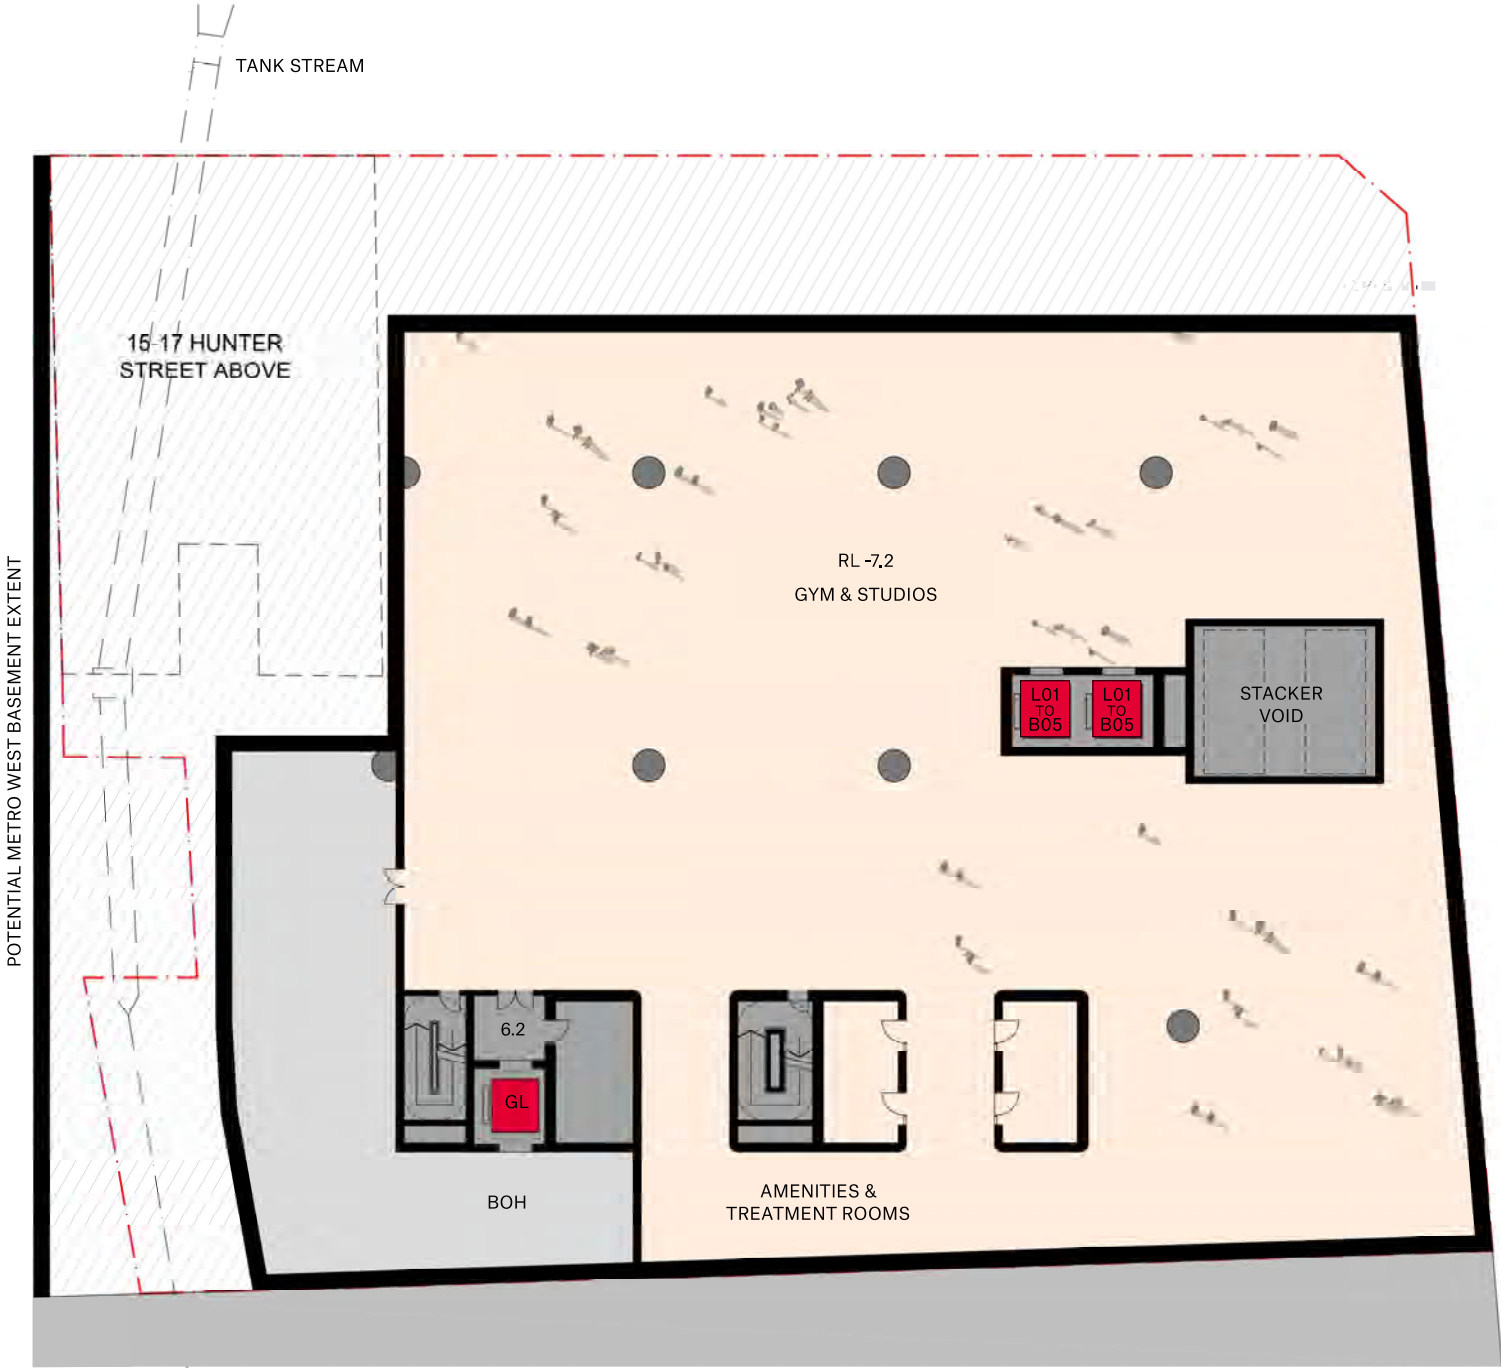 TANK STREAM
15-17 HUNTER
STREET ABOVE
POTENTIAL METRO WEST BASEMENT EXTENT
RL -7.2
GYM & STUDIOS
L01
TO
B05
L01
TO
B05
STACKER
VOID
6.2
GL
BOH
AMENITIES &
TREATMENT ROOMS